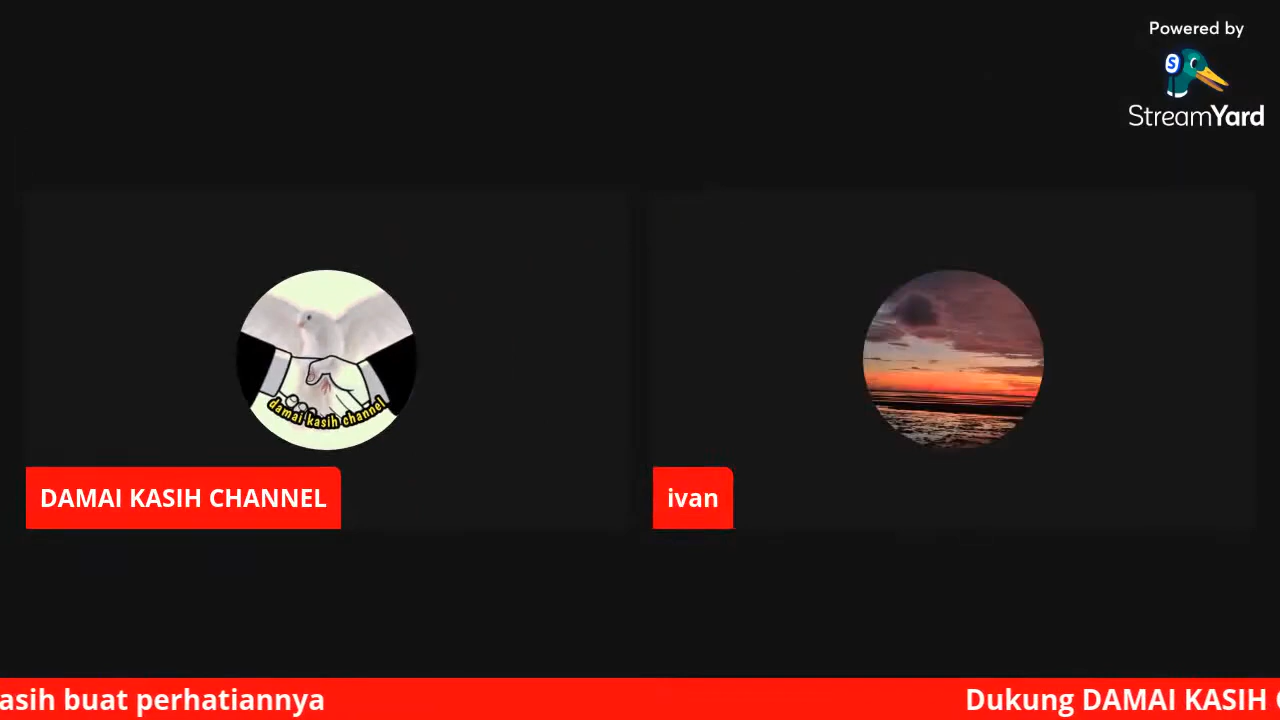 Powered by
S
StreamYard
damai kasih channel
DAMAI KASIH CHANNEL
ivan
asih buat perhatiannya
Dukung DAMAI KASIH